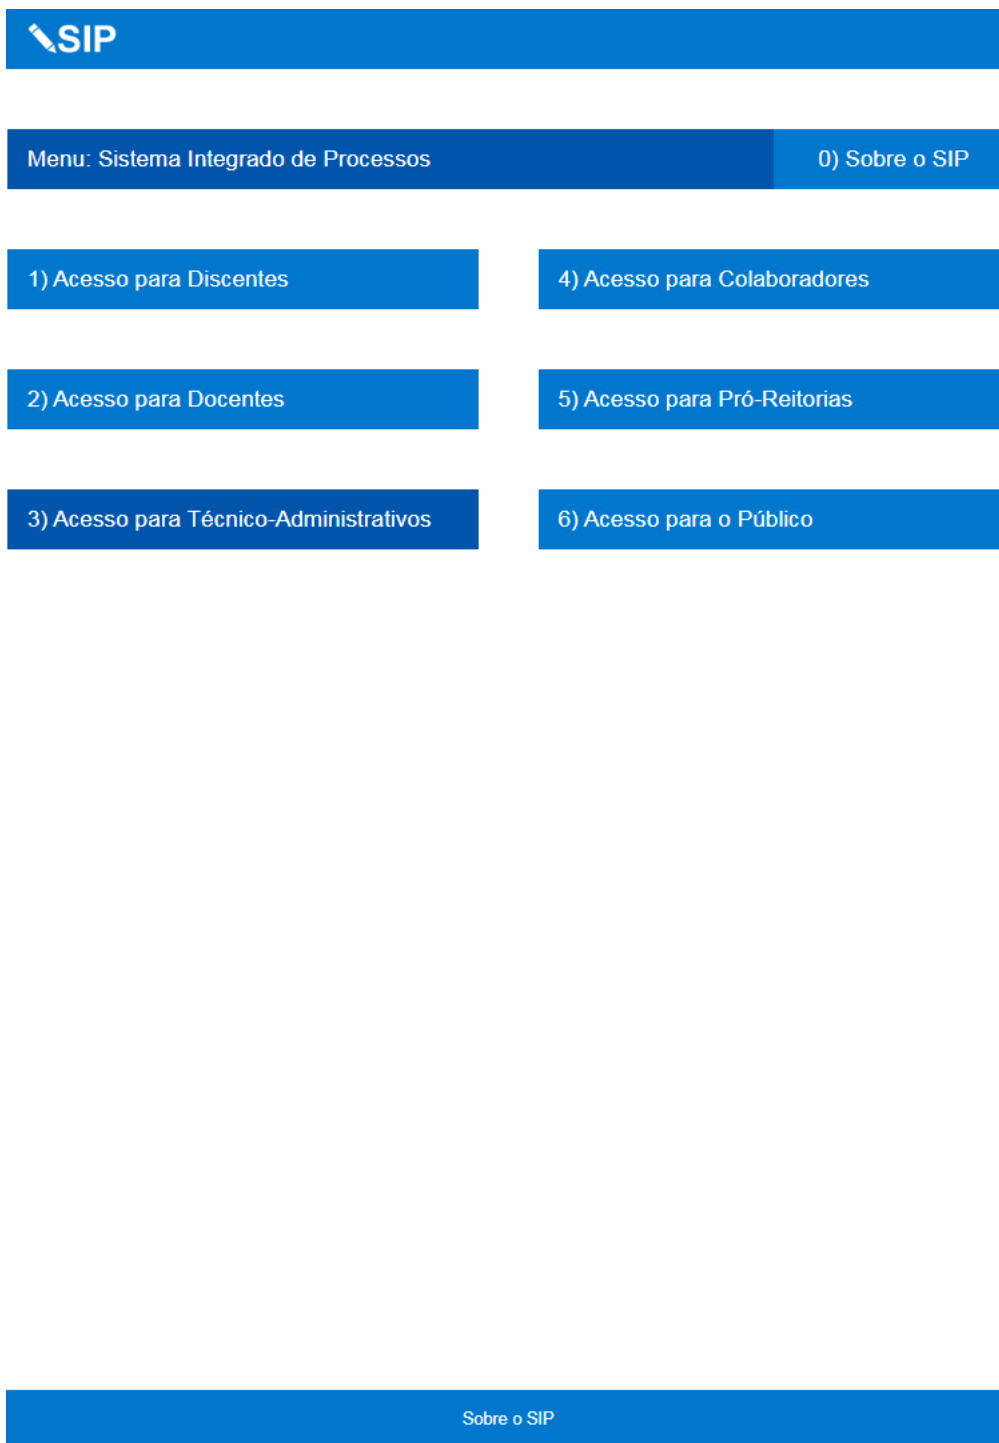 SIP
Menu: Sistema Integrado de Processos
0) Sobre o SIP
1) Acesso para Discentes
4) Acesso para Colaboradores
2) Acesso para Docentes
5) Acesso para Pró-Reitorias
3) Acesso para Técnico-Administrativos
6) Acesso para o Público
Sobre o SIP